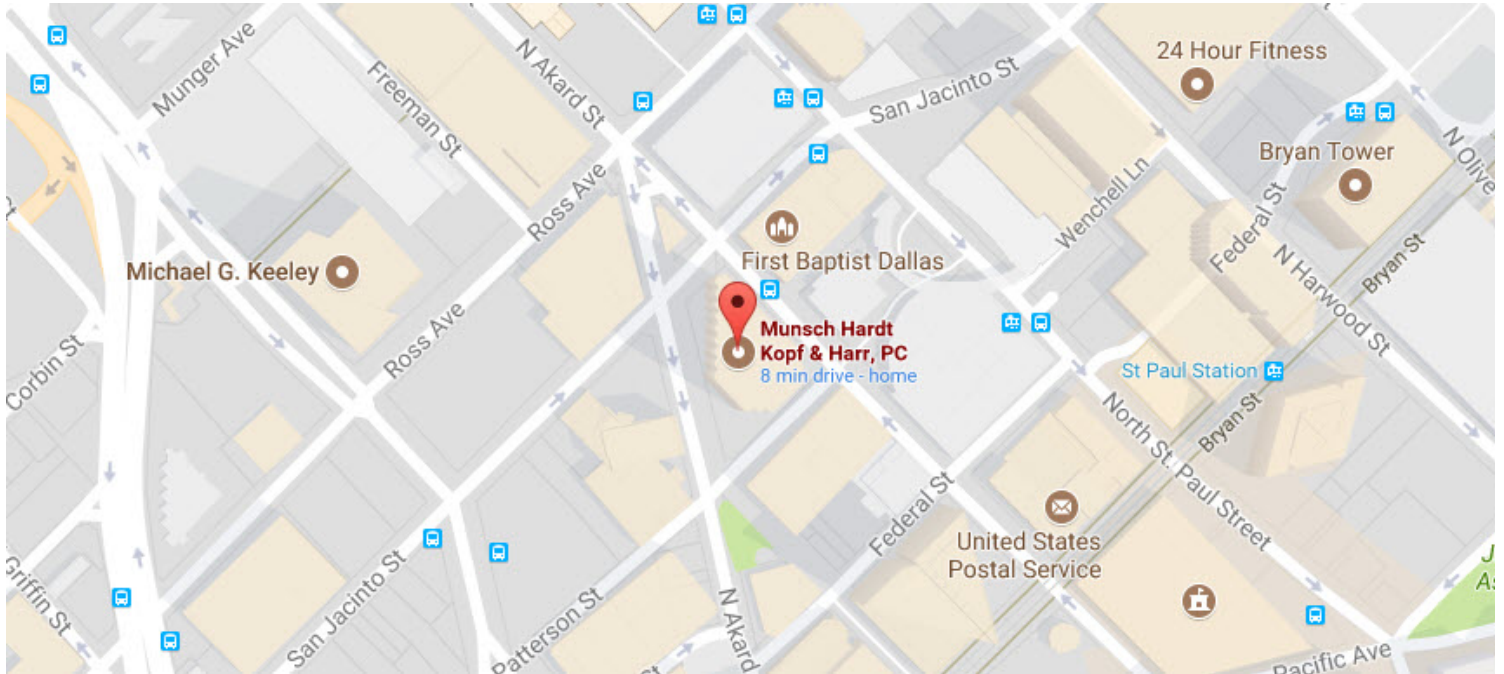 Munger Ave
Freeman St
N Akard St
San Jacinto St
24 Hour Fitness
Bryan Tower
N Olive
Ross Ave
Wenchell Ln
Federal St
First Baptist Dallas
Michael G. Keeley
N Harwood St
Bryan St
Munsch Hardt
Kopf & Harr, PC
8 min drive - home
Ross Ave
Corbin St
St Paul Station
Bryan St
North St. Paul Street
Federal St
United States
Postal Service
Griffin St
San Jacinto St
Patterson St
N Akard
St
J
As
Pacific Ave